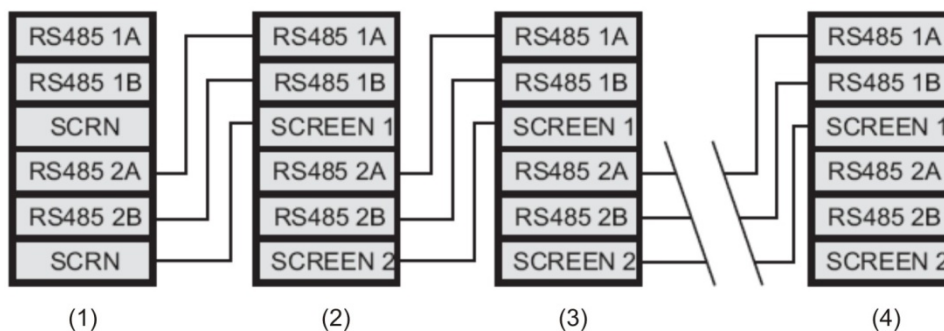 RS485 1A
RS485 1B
SCRN
RS485 2A
RS485 2B
SCRN
(1)
RS485 1A
RS485 1B
SCREEN 1
RS485 2A
RS485 2B
SCREEN 2
(2)
RS485 1A
RS485 1B
SCREEN 1
RS485 2A
RS485 2B
SCREEN 2
(3)
RS485 1A
RS485 1B
SCREEN 1
RS485 2A
RS485 2B
SCREEN 2
(4)